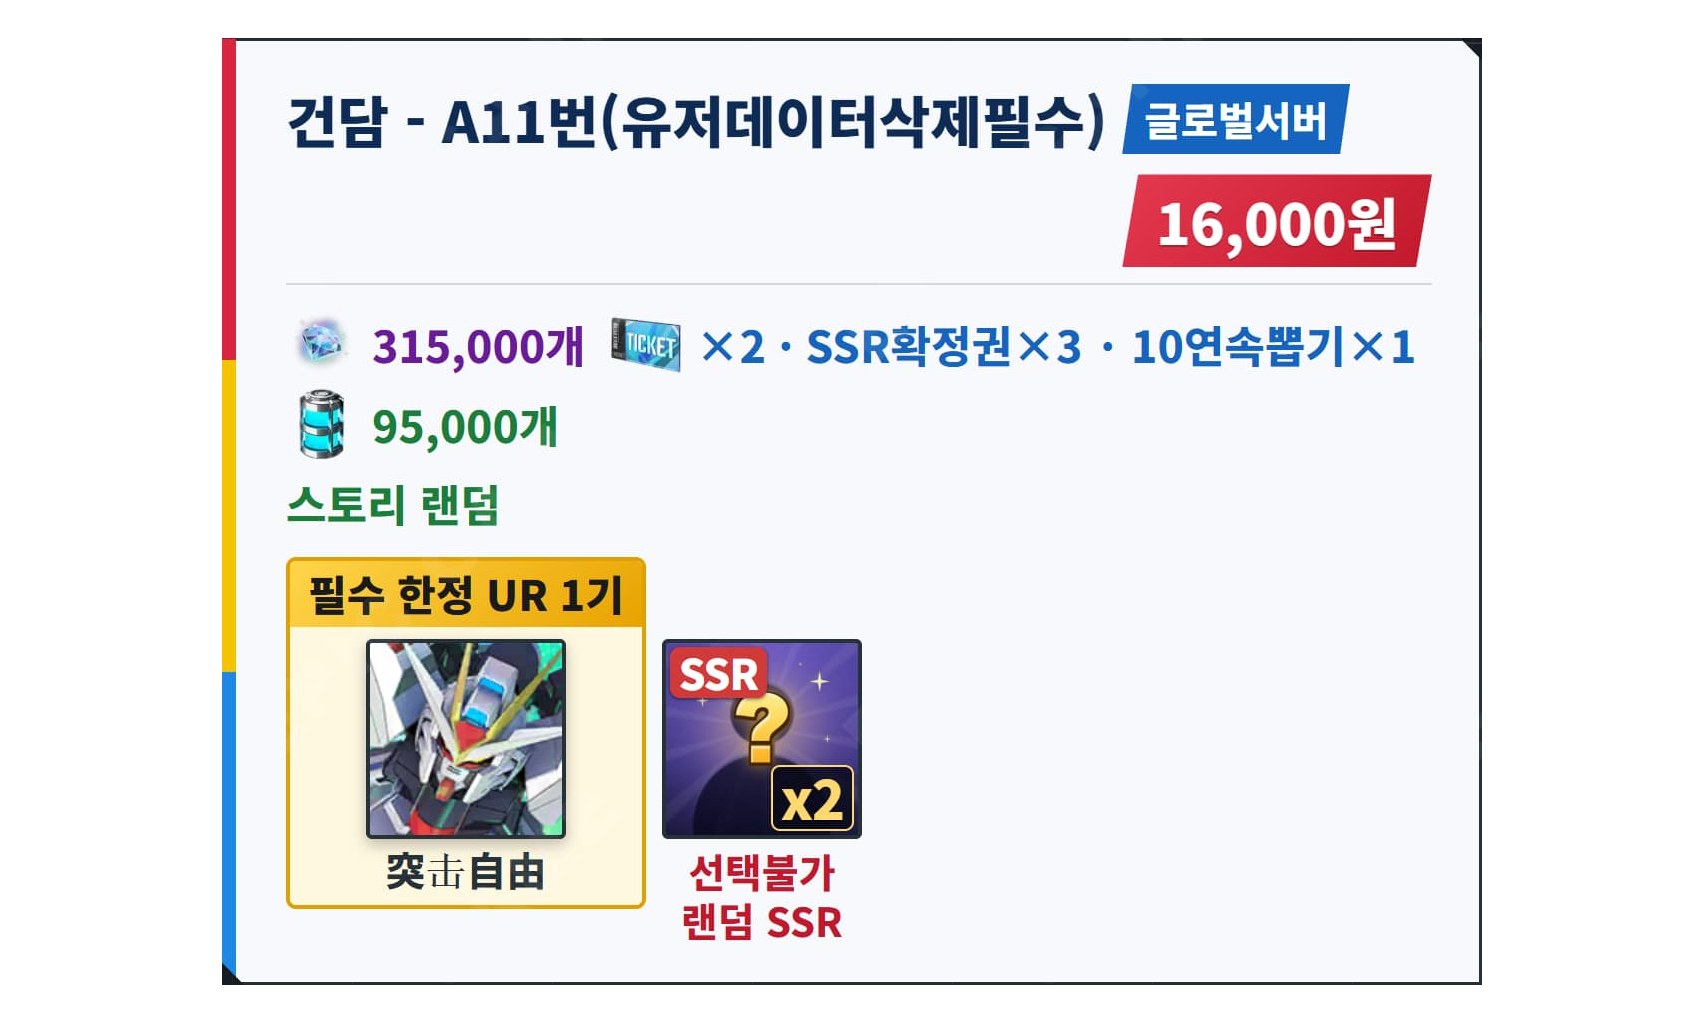 건담 - A11번(유저데이터삭제필수) 글로벌서버
16,000원
315,000개 TICKET ×2 · SSR확정권×3 · 10연속뽑기×1
95,000개
스토리 랜덤
필수 한정 UR 1기
SSR
?
x2
突击自由
선택불가
랜덤 SSR